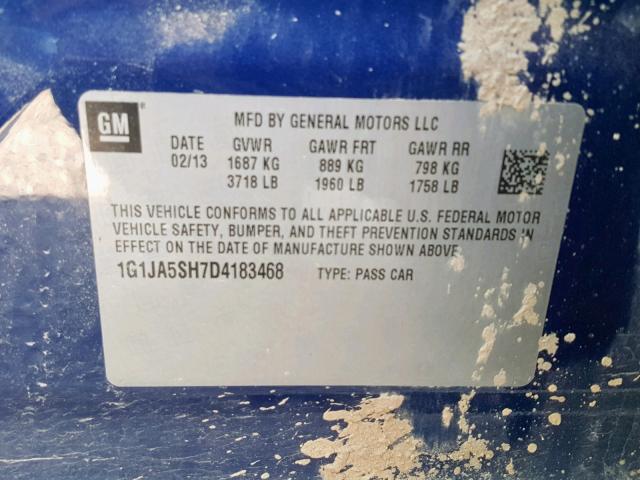 GM ®
MFD BY GENERAL MOTORS LLC
DATE GVWR GAWR FRT GAWR RR
02/13 1687 KG 889 KG 798 KG
3718 LB 1960 LB 1758 LB
THIS VEHICLE CONFORMS TO ALL APPLICABLE U.S. FEDERAL MOTOR
VEHICLE SAFETY, BUMPER, AND THEFT PREVENTION STANDARDS IN
EFFECT ON THE DATE OF MANUFACTURE SHOWN ABOVE.
1G1JA5SH7D4183468 TYPE: PASS CAR